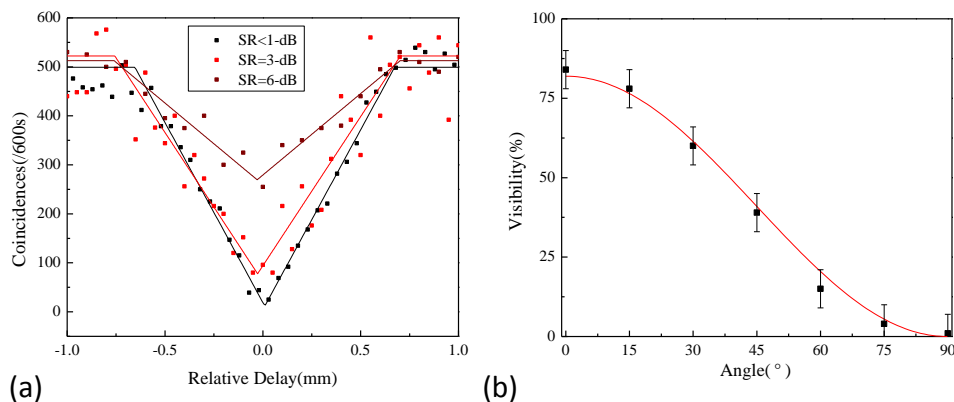 600
500
400
300
200
100
0
Coincidences(/600s)
SR<1-dB
SR=3-dB
SR=6-dB
-1.0 -0.5 0.0 0.5 1.0
Relative Delay(mm)
(a)
100
75
50
25
0
Visibility(%)
0 15 30 45 60 75 90
Angle(°)
(b)